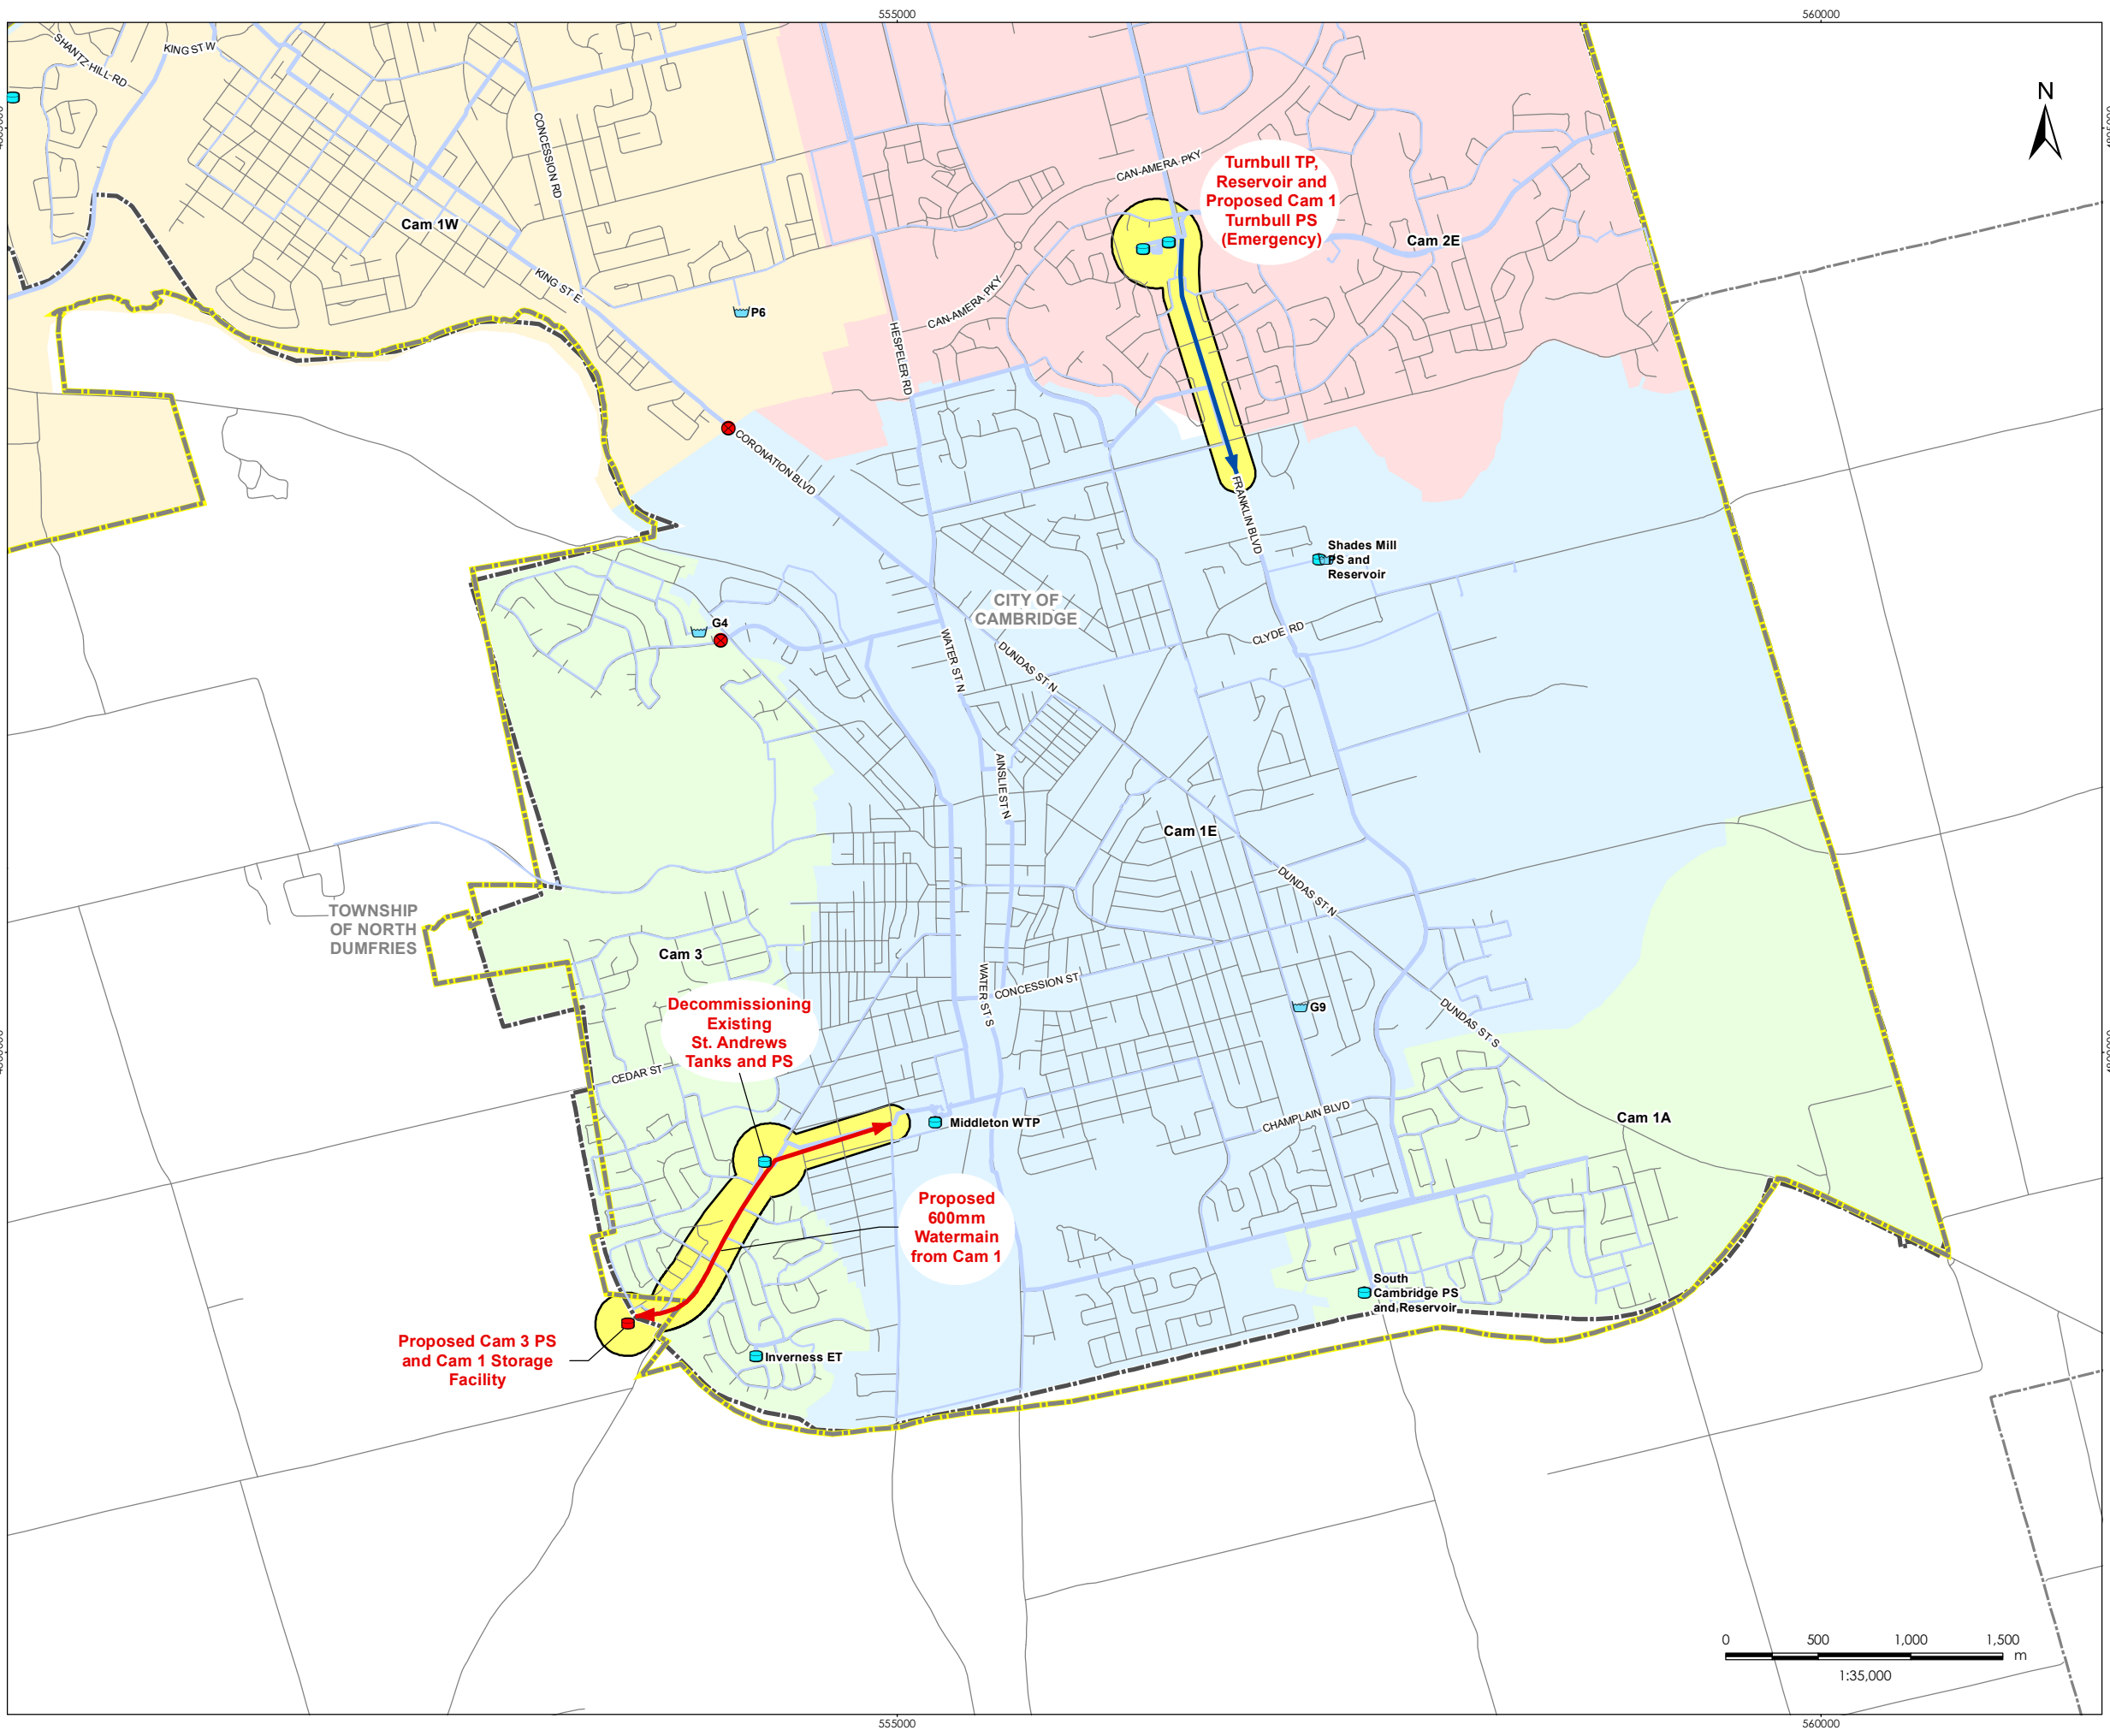 555000
560000
SHANTZ HILL RD
KING ST W
CONCESSION RD
N
CAN-AMERA PKY
Turnbull TP,
Reservoir and
Proposed Cam 1
Turnbull PS
(Emergency)
Cam 1W
Cam 2E
KING ST E
CAN-AMERA PKY
P6
HESPELER RD
CORONATION BLVD
FRANKLIN BLVD
Shades Mill
PS and
Reservoir
CITY OF
CAMBRIDGE
G4
CLYDE RD
WATER ST N
DUNDAS ST N
AINSLIE ST N
Cam 1E
DUNDAS ST N
TOWNSHIP
OF NORTH
DUMFRIES
Cam 3
WATER ST S
CONCESSION ST
Decommissioning
Existing
St. Andrews
Tanks and PS
G9
DUNDAS ST S
CEDAR ST
Middleton WTP
CHAMPLAIN BLVD
Cam 1A
Proposed
600mm
Watermain
from Cam 1
South
Cambridge PS
and Reservoir
Proposed Cam 3 PS
and Cam 1 Storage
Facility
Inverness ET
0 500 1,000 1,500
m
1:35,000
555000
560000